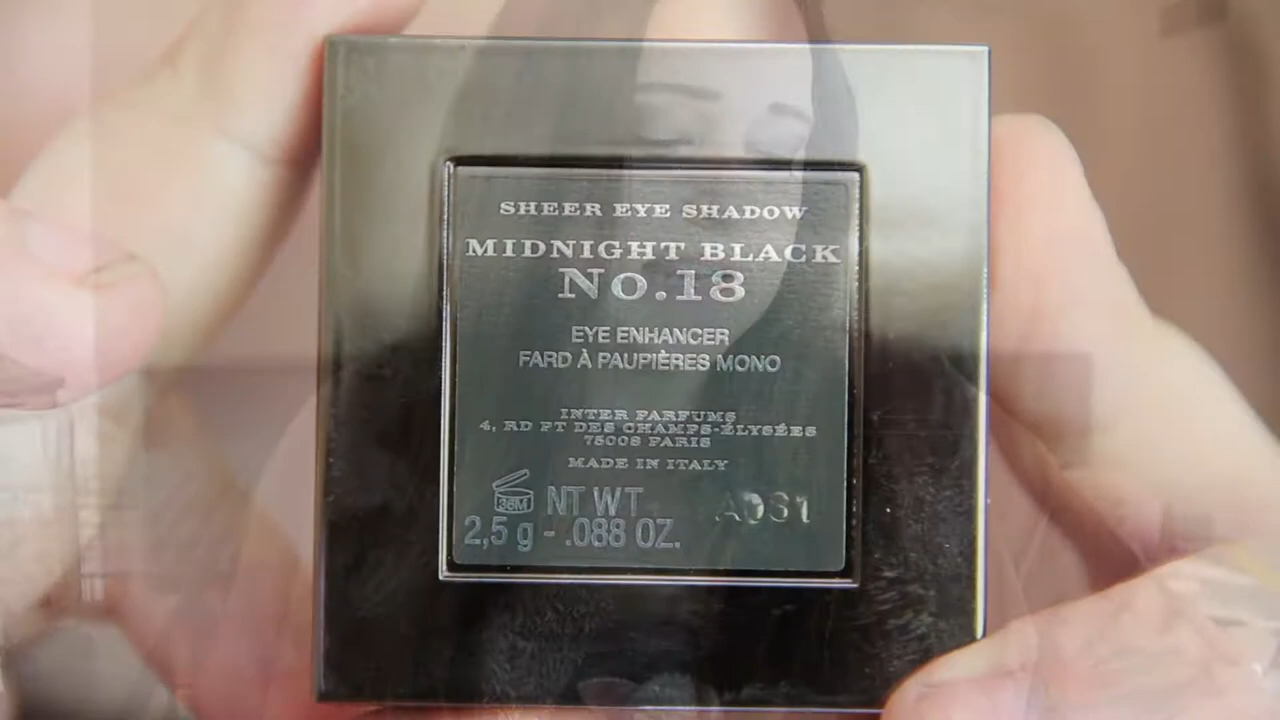 SHEER EYE SHADOW
MIDNIGHT BLACK
No.18
EYE ENHANCER
FARD À PAUPIÈRES MONO
INTER PARFUMS
4, RD PT DES CHAMPS-ÉLYSÉES
75008 PARIS
MADE IN ITALY
36M NT WT A031
2,5 g - .088 OZ.